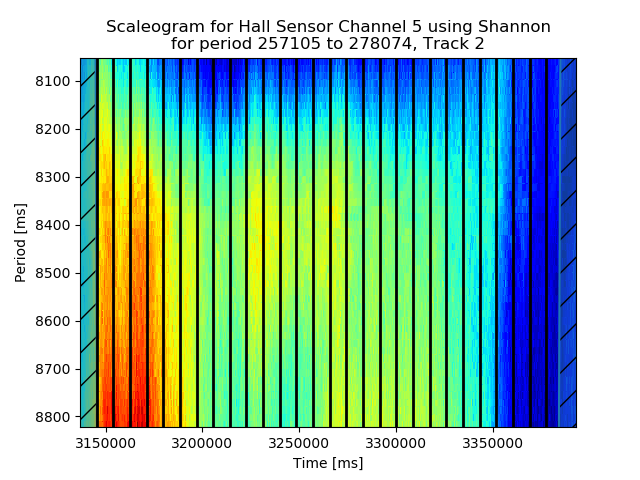 Scaleogram for Hall Sensor Channel 5 using Shannon
for period 257105 to 278074, Track 2
8100
8200
8300
8400
8500
8600
8700
8800
Period [ms]
3150000 3200000 3250000 3300000 3350000
Time [ms]